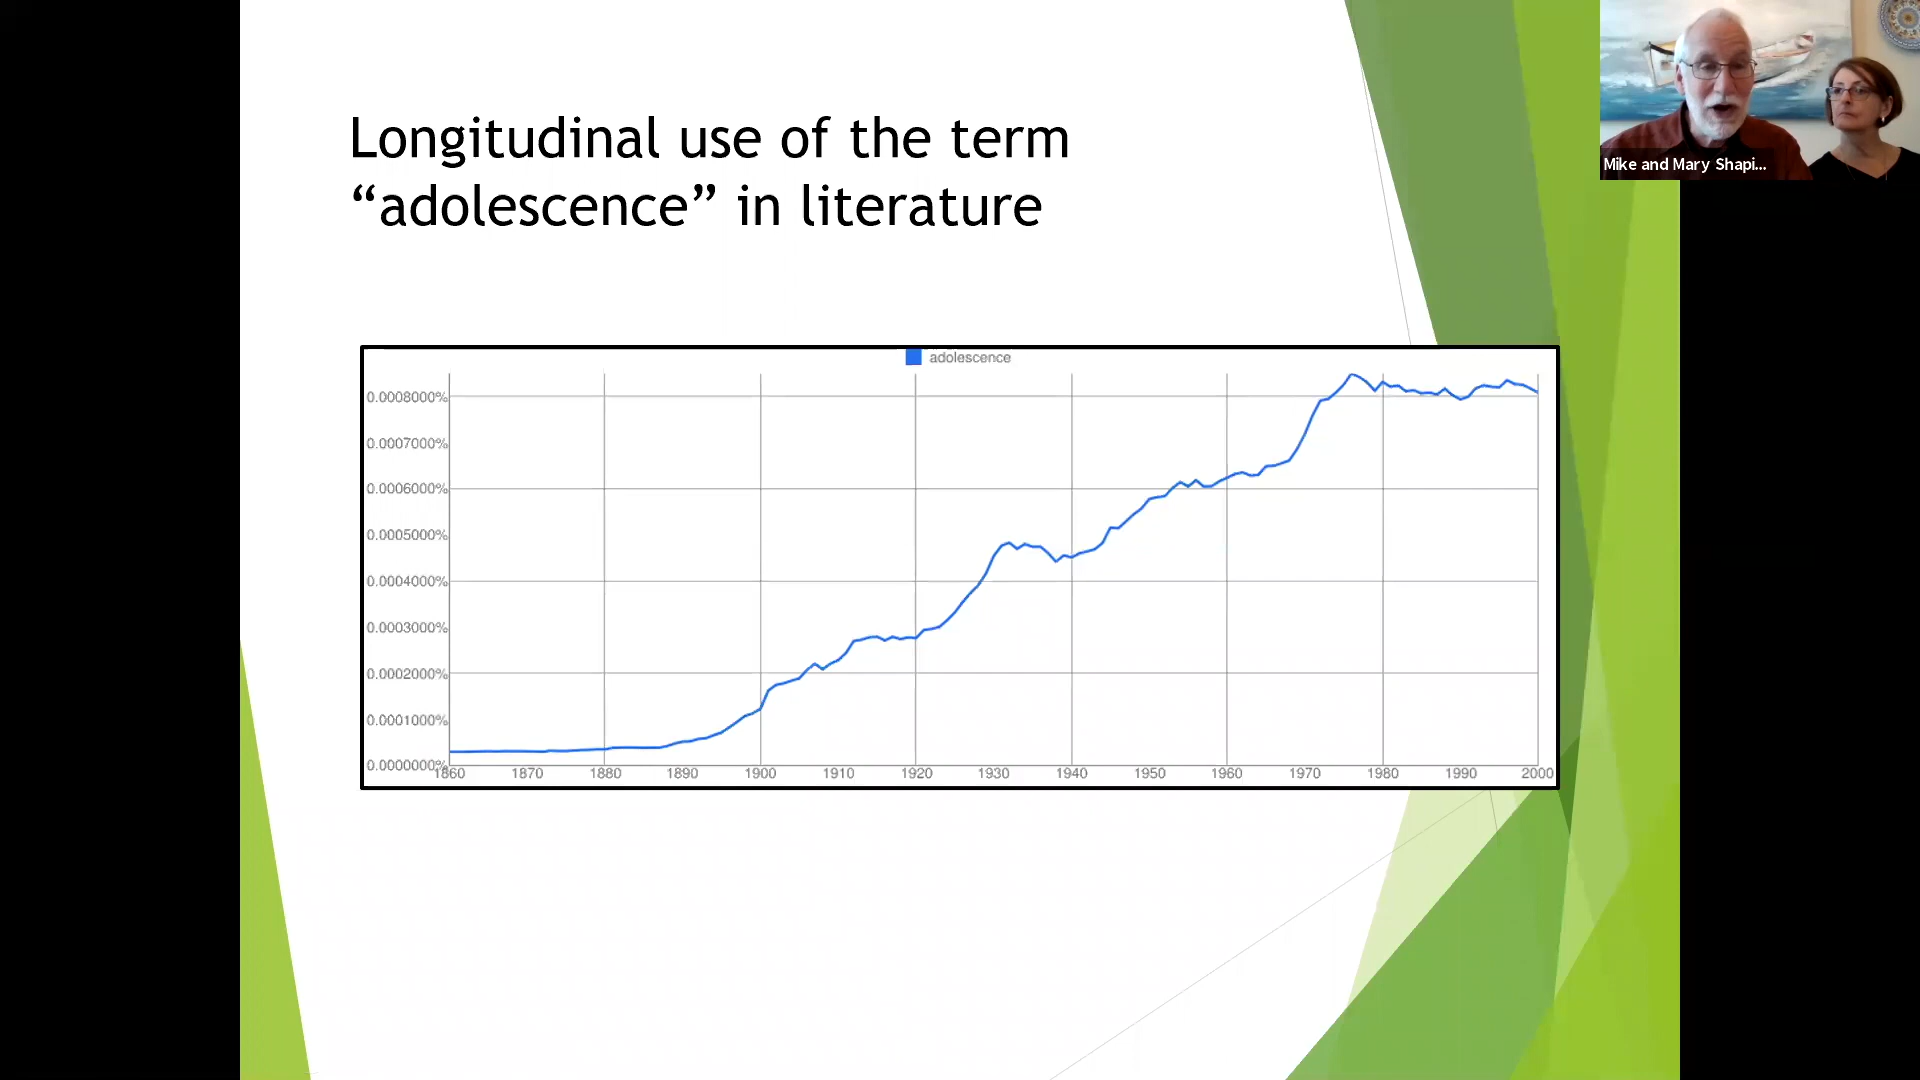 Longitudinal use of the term
“adolescence” in literature
Mike and Mary Shapi...
adolescence
0.0008000%
0.0007000%
0.0006000%
0.0005000%
0.0004000%
0.0003000%
0.0002000%
0.0001000%
0.0000000%
1860 1870 1880 1890 1900 1910 1920 1930 1940 1950 1960 1970 1980 1990 2000